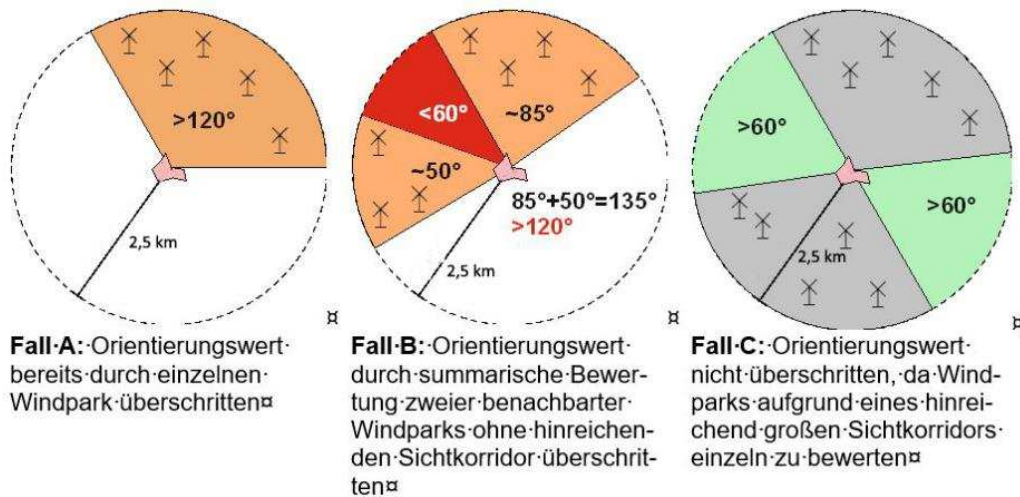 >120°
2,5 km
¤
Fall·A:·Orientierungswert·
bereits·durch·einzelnen·
Windpark·überschritten¤
<60°
~85°
~50°
85°+50°=135°
>120°
2,5 km
¤
Fall·B:·Orientierungswert·
durch·summarische·Bewer-
tung·zweier·benachbarter·
Windparks·ohne·hinreichen-
den·Sichtkorridor·überschrit-
ten¤
>60°
>60°
2,5 km
¤
Fall·C:·Orientierungswert·
nicht·überschritten,·da·Wind-
parks·aufgrund·eines·hinrei-
chend·großen·Sichtkorridors·
einzeln·zu·bewerten¤